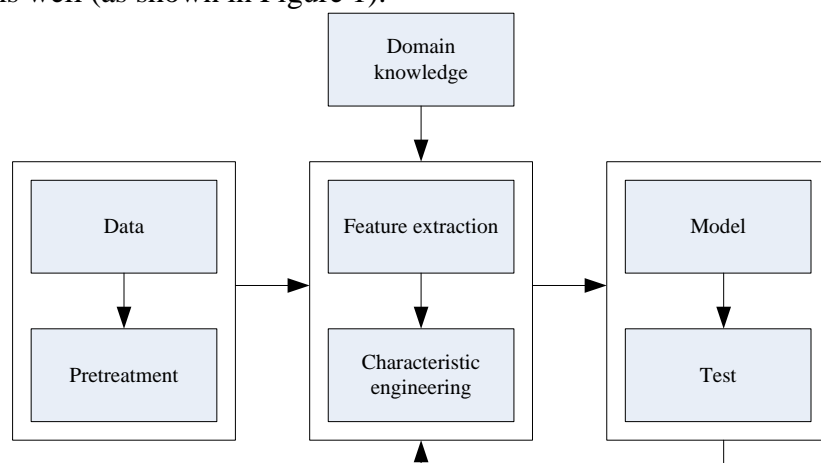 is well (as shown in Figure 1).
Domain
knowledge
Data
Feature extraction
Model
Pretreatment
Characteristic
engineering
Test